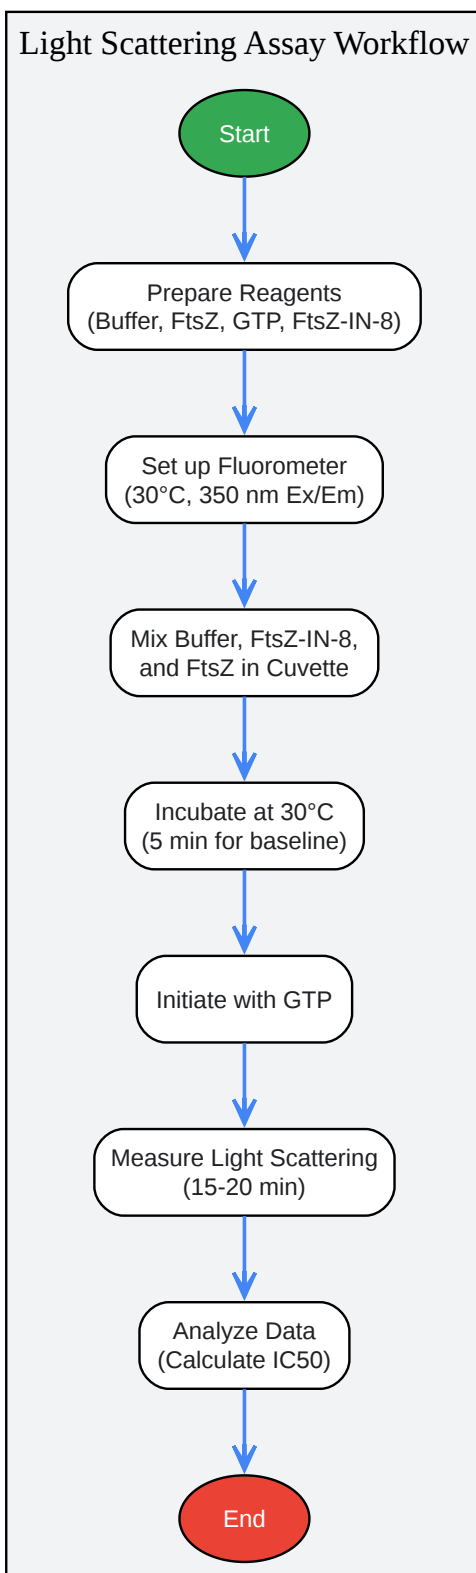 Light Scattering Assay Workflow
Start
Prepare Reagents
(Buffer, FtsZ, GTP, FtsZ-IN-8)
Set up Fluorometer
(30°C, 350 nm Ex/Em)
Mix Buffer, FtsZ-IN-8,
and FtsZ in Cuvette
Incubate at 30°C
(5 min for baseline)
Initiate with GTP
Measure Light Scattering
(15-20 min)
Analyze Data
(Calculate IC50)
End